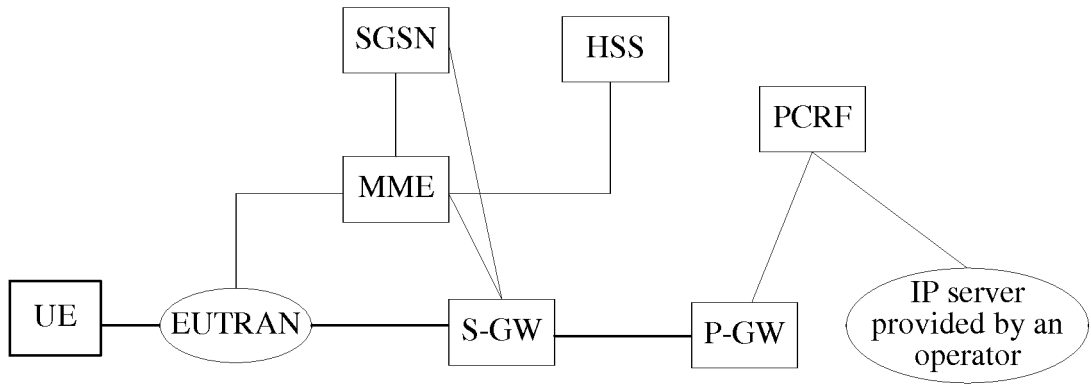 SGSN
HSS
PCRF
MME
UE
EUTRAN
S-GW
P-GW
IP server
provided by an
operator